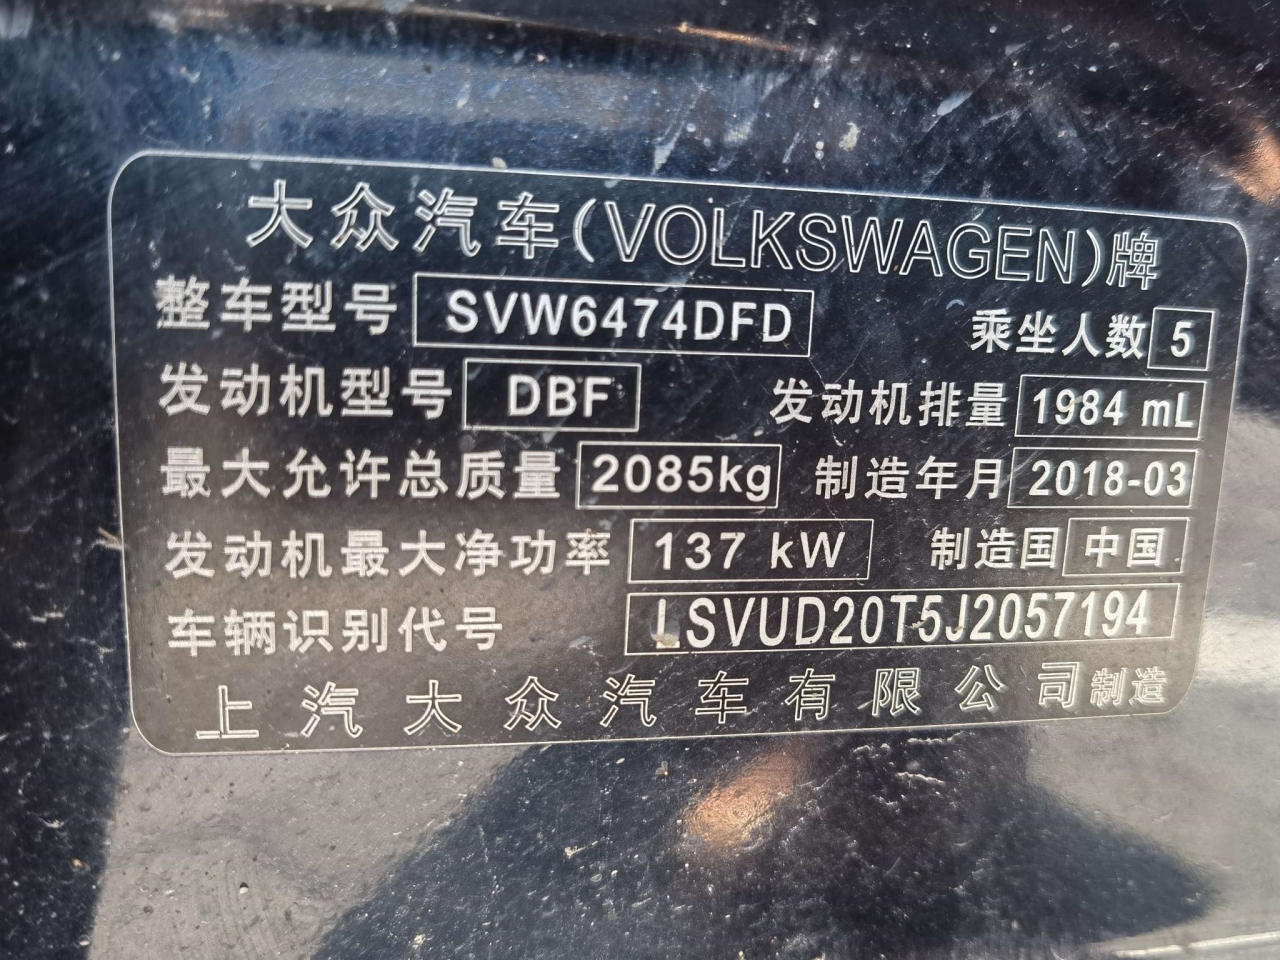 大众汽车(VOLKSWAGEN)牌
整车型号 SVW6474DFD 乘坐人数 5
发动机型号 DBF 发动机排量 1984 mL
最大允许总质量 2085kg 制造年月 2018-03
发动机最大净功率 137 kW 制造国 中国
车辆识别代号 LSVUD20T5J2057194
上汽大众汽车有限公司制造